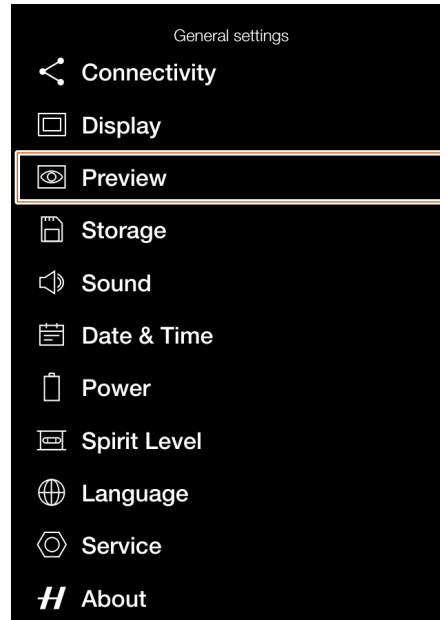 General settings
Connectivity
Display
Preview
Storage
Sound
Date & Time
Power
Spirit Level
Language
Service
About